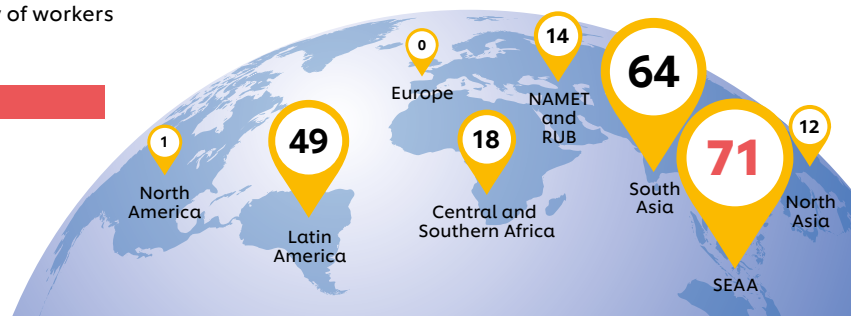 of workers
0
Europe
14
NAMET
and
RUB
64
South
Asia
12
North
Asia
1
North
America
49
Latin
America
18
Central and
Southern Africa
71
SEAA